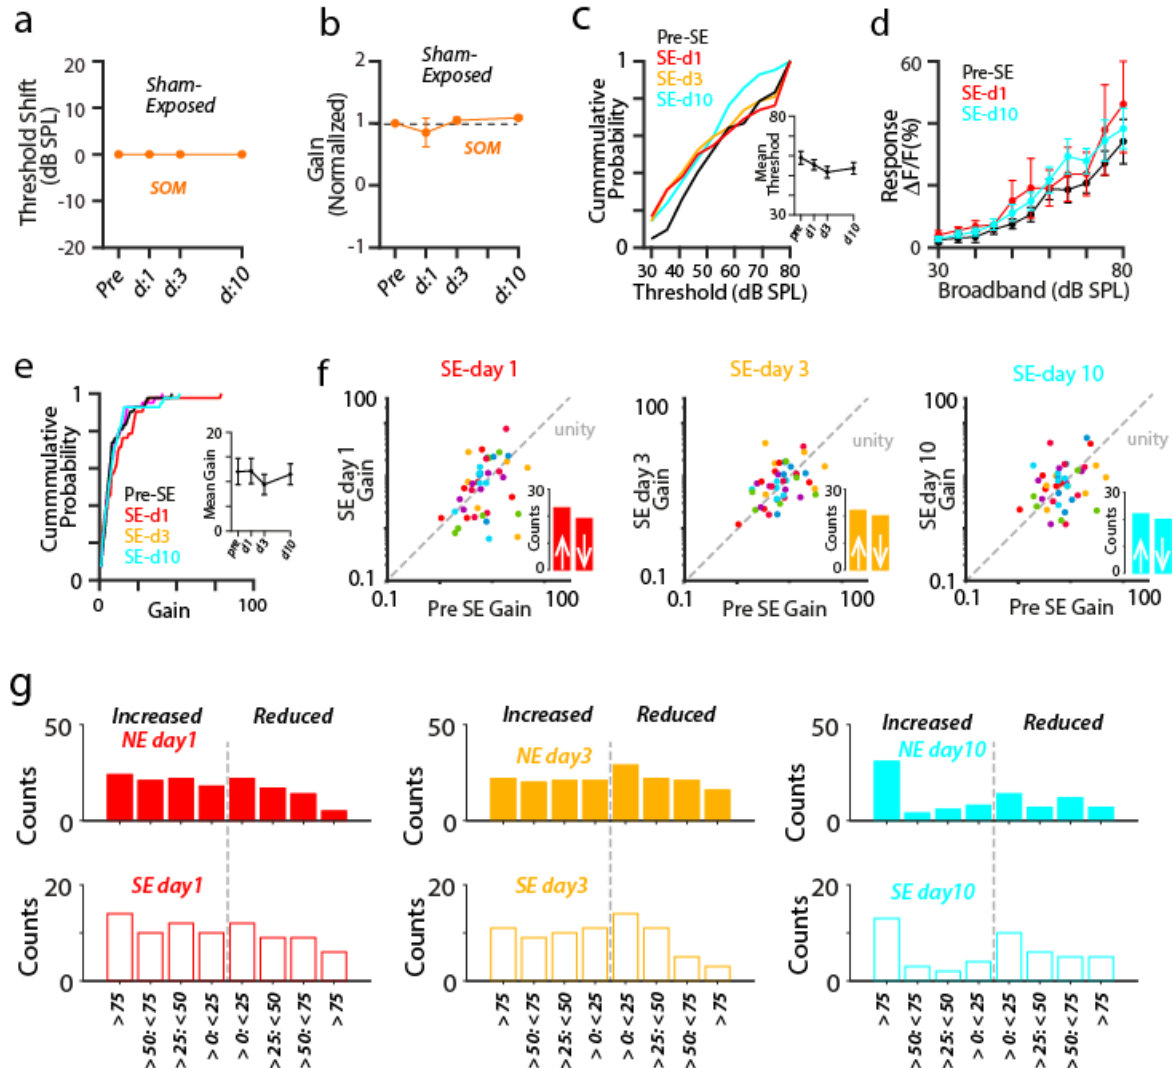 a
Threshold Shift
(dB SPL)
20
10
0
-10
-20
Sham-
Exposed
SOM
Pre
d:1
d:3
d:10
b
Gain
(Normalized)
2
1
0
-1
Sham-
Exposed
SOM
Pre
d:1
d:3
d:10
c
Cummulative
Probability
1
0
Pre-SE
SE-d1
SE-d3
SE-d10
Mean
Threshod
80
30
pre
d1
d3
d10
30 40 50 60 70 80
Threshold (dB SPL)
d
Response
ΔF/F(%)
60
0
Pre-SE
SE-d1
SE-d10
30 80
Broadband (dB SPL)
e
Cummulative
Probability
1
0
Pre-SE
SE-d1
SE-d3
SE-d10
Mean Gain
20
0
pre
d1
d3
d10
0 100
Gain
f
SE-day 1
SE day 1
Gain
100
0.1
unity
Counts
30
0
0.1 100
Pre SE Gain
SE-day 3
SE day 3
Gain
100
0.1
unity
Counts
30
0
0.1 100
Pre SE Gain
SE-day 10
SE day 10
Gain
100
0.1
unity
Counts
30
0
0.1 100
Pre SE Gain
g
Counts
50
0
Increased Reduced
NE day1
Counts
50
0
Increased Reduced
NE day3
Counts
50
0
Increased Reduced
NE day10
Counts
20
0
SE day1
> 75
> 50: < 75
> 25: < 50
> 0: < 25
> 0: < 25
> 25: < 50
> 50: < 75
> 75
Counts
20
0
SE day3
> 75
> 50: < 75
> 25: < 50
> 0: < 25
> 0: < 25
> 25: < 50
> 50: < 75
> 75
Counts
20
0
SE day10
> 75
> 50: < 75
> 25: < 50
> 0: < 25
> 0: < 25
> 25: < 50
> 50: < 75
> 75